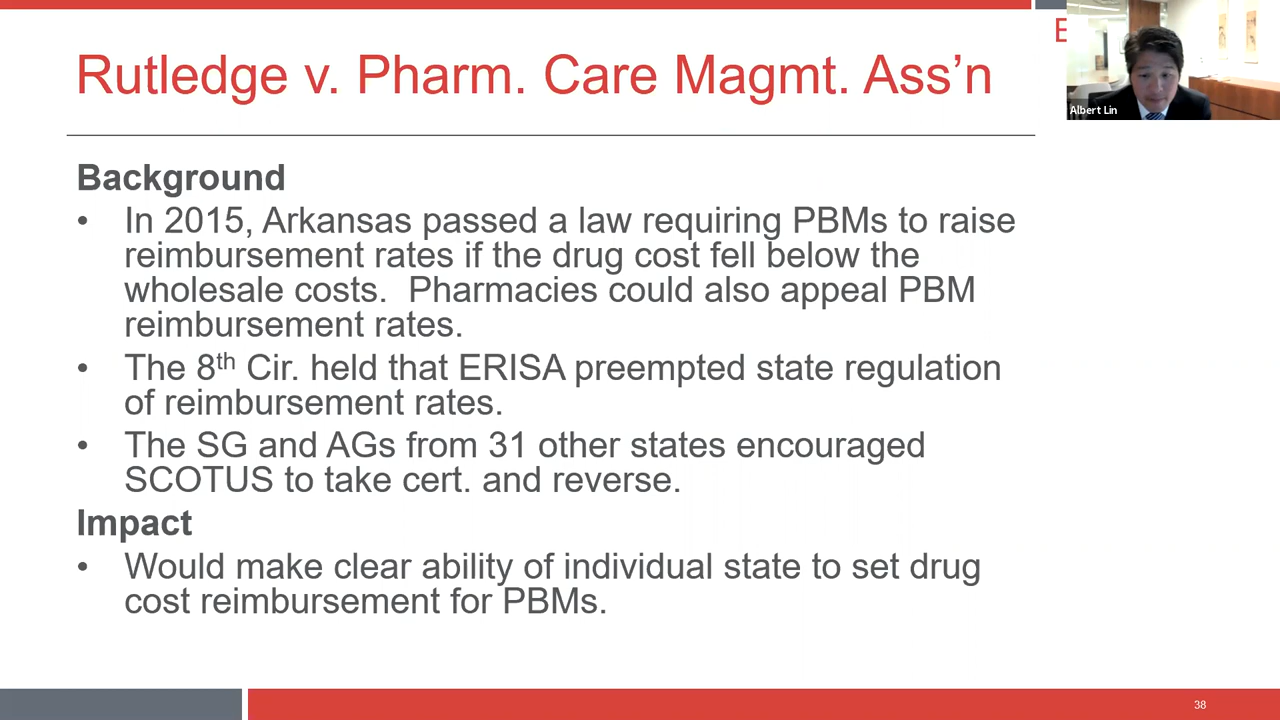 Rutledge v. Pharm. Care Magmt. Ass’n
E
Albert Lin
Background
• In 2015, Arkansas passed a law requiring PBMs to raise
reimbursement rates if the drug cost fell below the
wholesale costs.  Pharmacies could also appeal PBM
reimbursement rates.
• The 8th Cir. held that ERISA preempted state regulation
of reimbursement rates.
• The SG and AGs from 31 other states encouraged
SCOTUS to take cert. and reverse.
Impact
• Would make clear ability of individual state to set drug
cost reimbursement for PBMs.
38